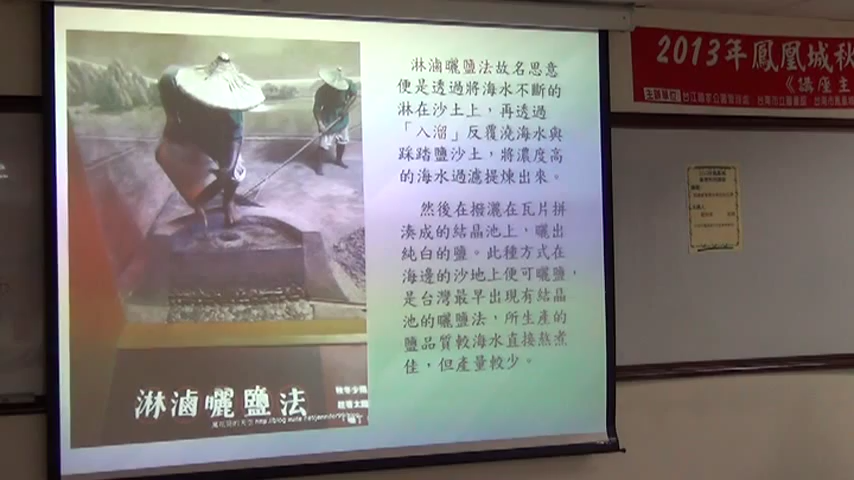 淋滷曬鹽法故名思意
便是透過將海水不斷的
淋在沙土上，再透過
「入溜」反覆澆海水與
踩踏鹽沙土，將濃度高
的海水過濾提煉出來。
然後在撥灑在瓦片拼
湊成的結晶池上，曬出
純白的鹽。此種方式在
海邊的沙地上便可曬鹽，
是台灣最早出現有結晶
池的曬鹽法，所生產的
鹽品質較海水直接熬煮
佳，但產量較少。
淋滷曬鹽法
2013年鳳凰城秋
《講座主